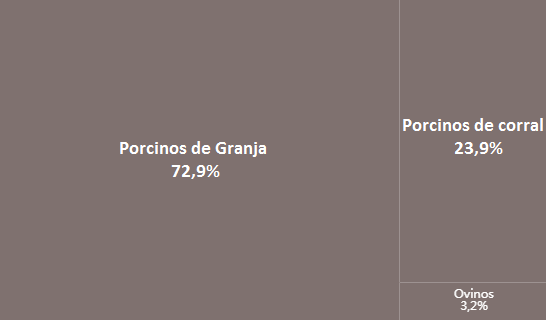 Porcinos de Granja
72,9%
Porcinos de corral
23,9%
Ovinos
3,2%